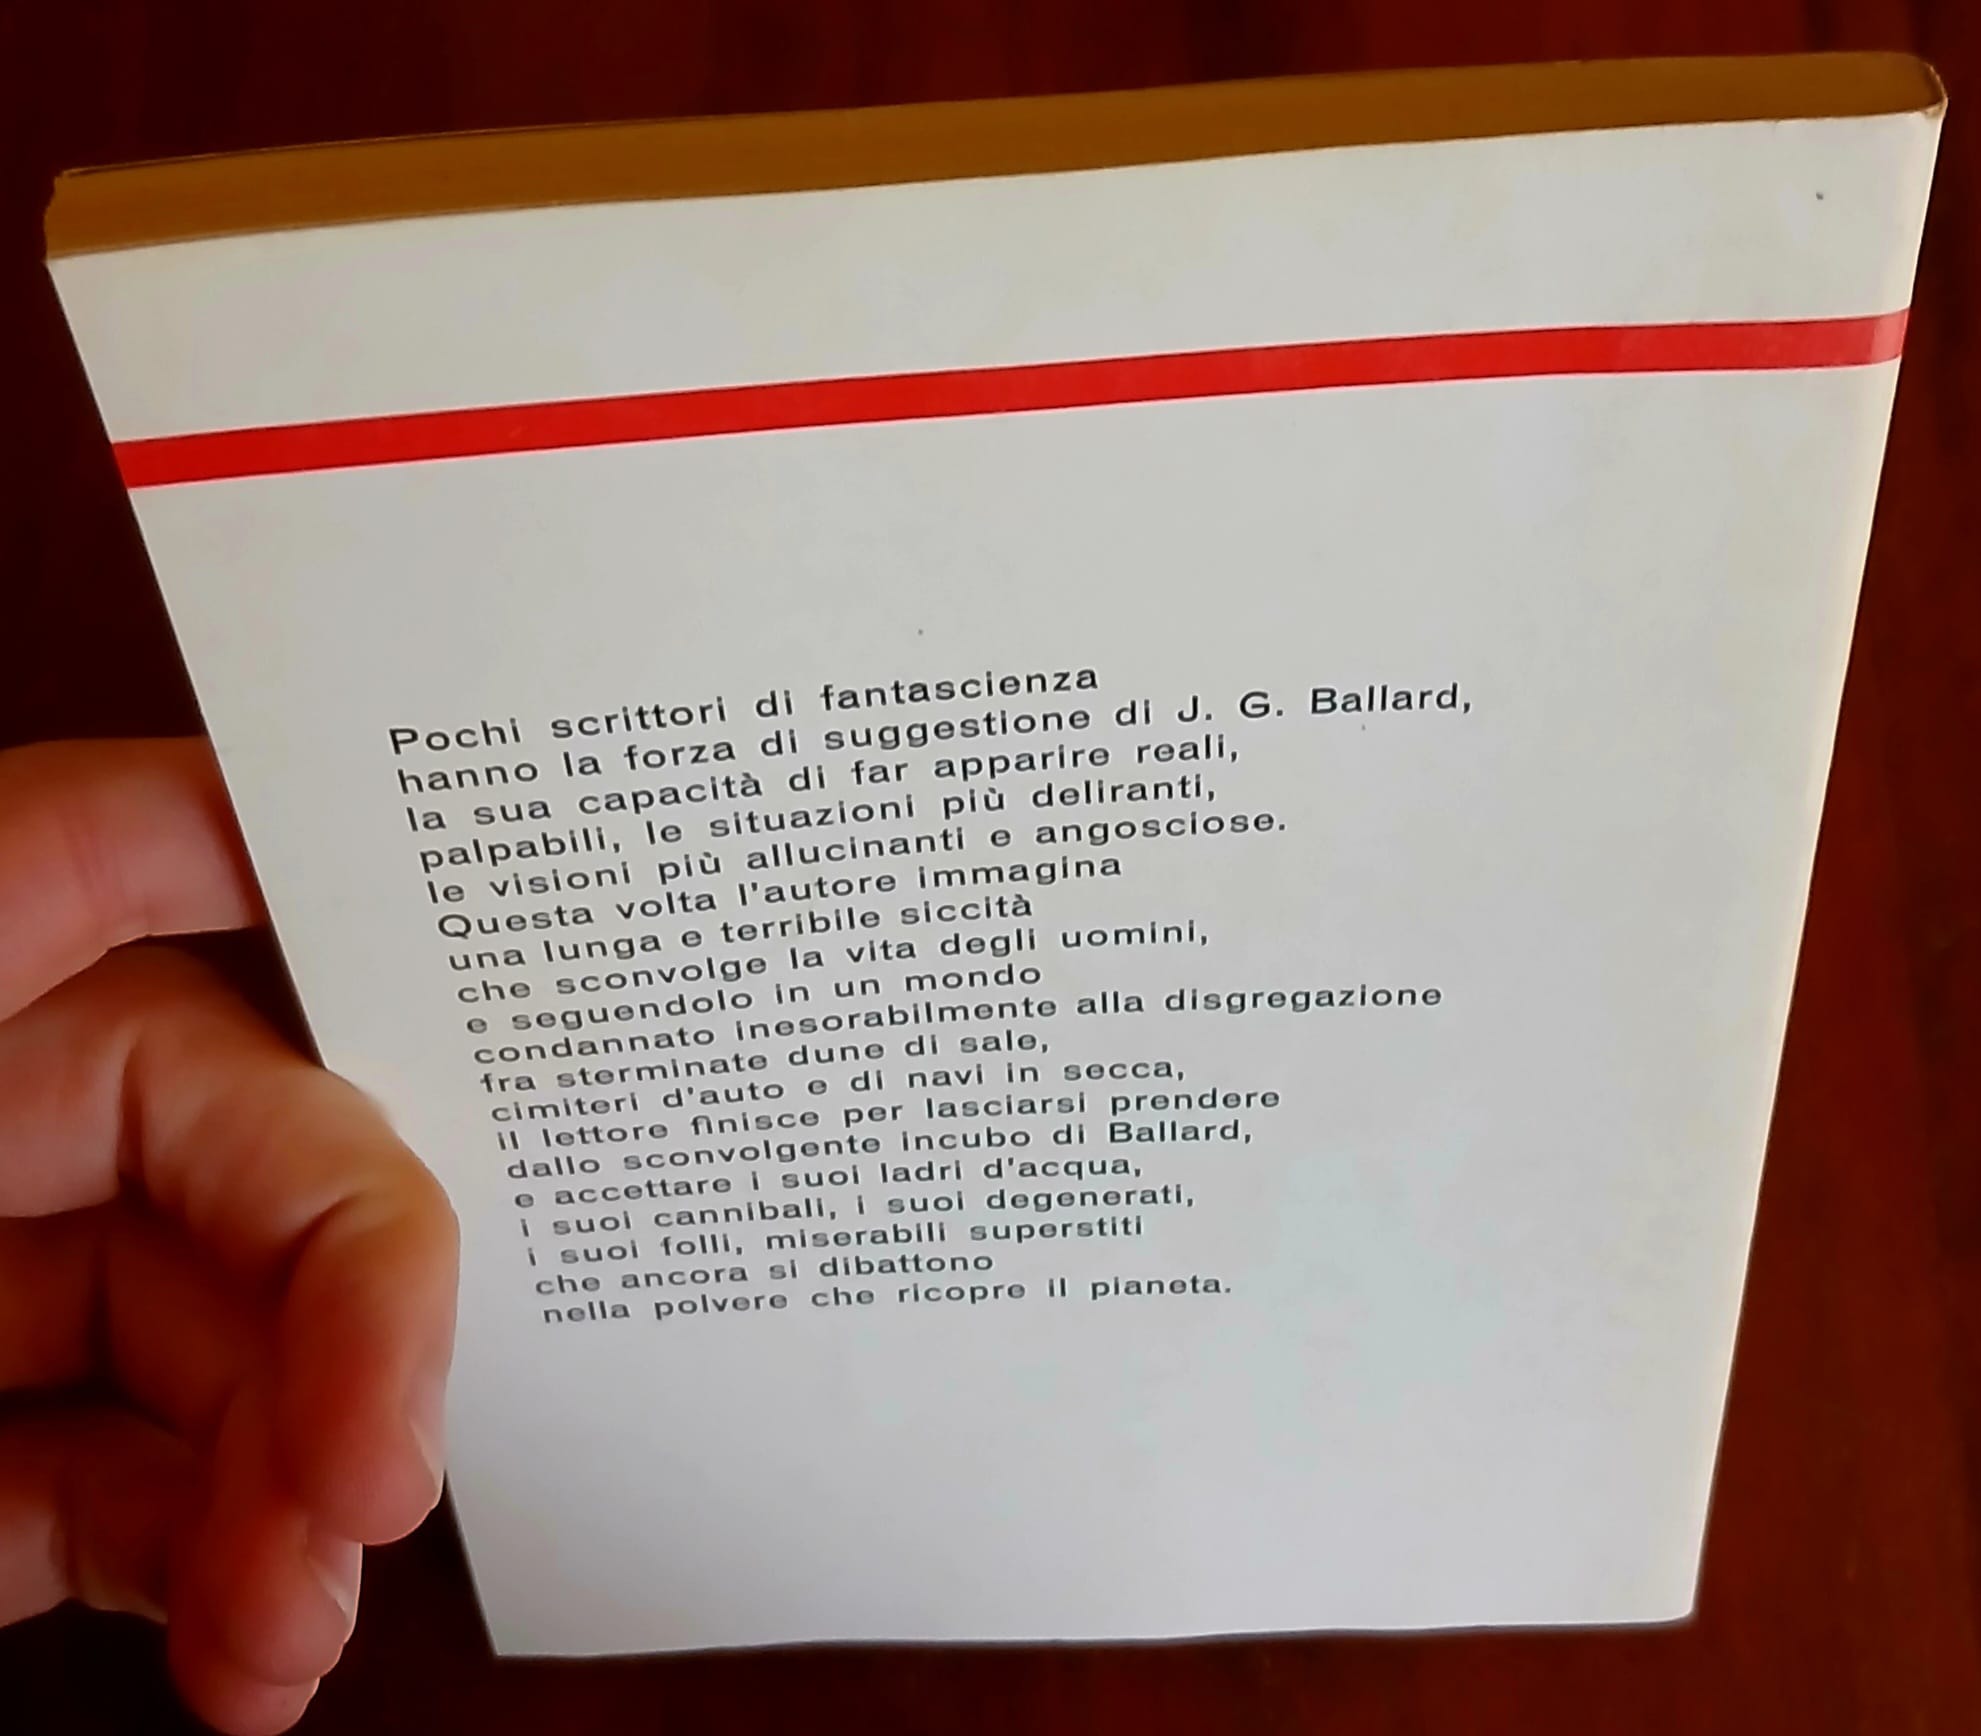 Pochi scrittori di fantascienza
hanno la forza di suggestione di J. G. Ballard,
la sua capacità di far apparire reali,
palpabili, le situazioni più deliranti,
le visioni più allucinanti e angosciose.
Questa volta l'autore immagina
una lunga e terribile siccità
che sconvolge la vita degli uomini,
e seguendolo in un mondo
condannato inesorabilmente alla disgregazione
fra sterminate dune di sale,
cimiteri d'auto e di navi in secca,
il lettore finisce per lasciarsi prendere
dallo sconvolgente incubo di Ballard,
e accettare i suoi ladri d'acqua,
i suoi cannibali, i suoi degenerati,
i suoi folli, miserabili superstiti
che ancora si dibattono
nella polvere che ricopre il pianeta.